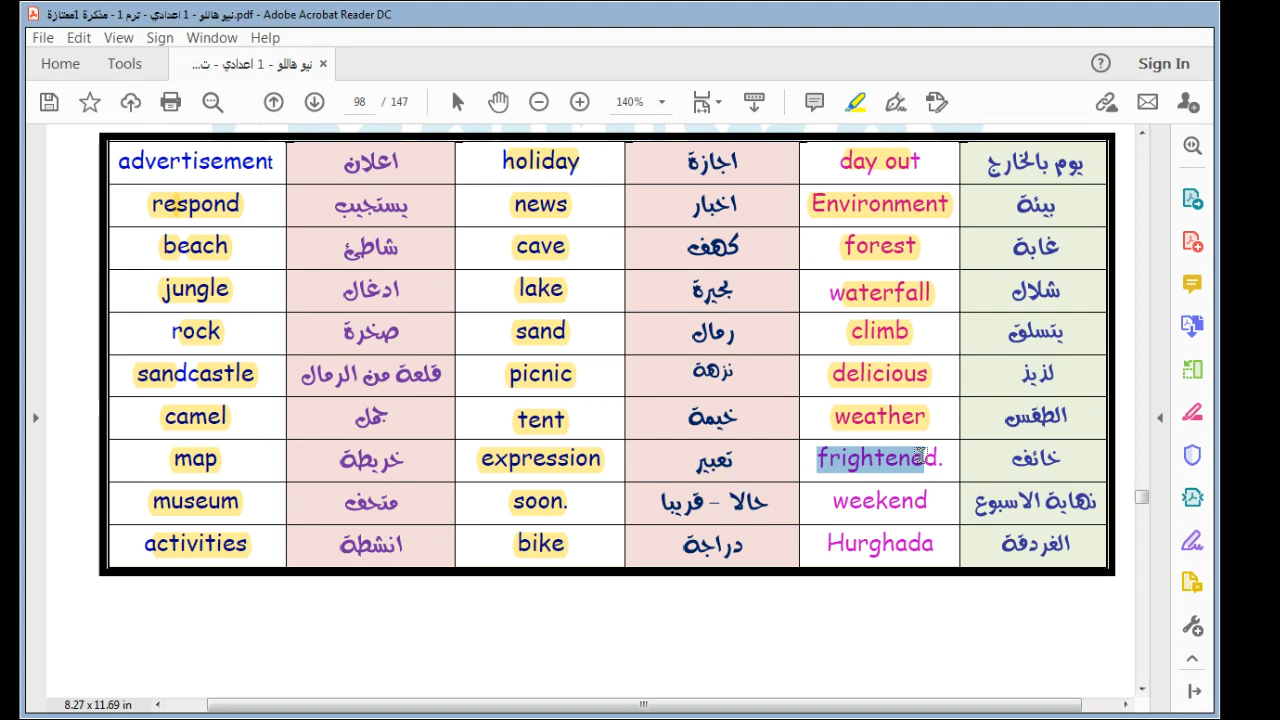 نيو هاللو - 1 اعدادي - ترم 1 - مذكرة 1ممتازة.pdf - Adobe Acrobat Reader DC
File Edit View Sign Window Help
Home Tools نيو هاللو - 1 اعدادي - ت... × ? Sign In
98 / 147 140%
advertisement اعلان holiday اجازة day out يوم بالخارج
respond يستجيب news اخبار Environment بيئة
beach شاطئ cave كهف forest غابة
jungle ادغال lake بحيرة waterfall شلال
rock صخرة sand رمال climb يتسلق
sandcastle قلعة من الرمال picnic نزهة delicious لذيذ
camel جمل tent خيمة weather الطقس
map خريطة expression تعبير frightened. خائف
museum متحف soon. حالا - قريبا weekend نهاية الاسبوع
activities انشطة bike دراجة Hurghada الغردقة
8.27 x 11.69 in